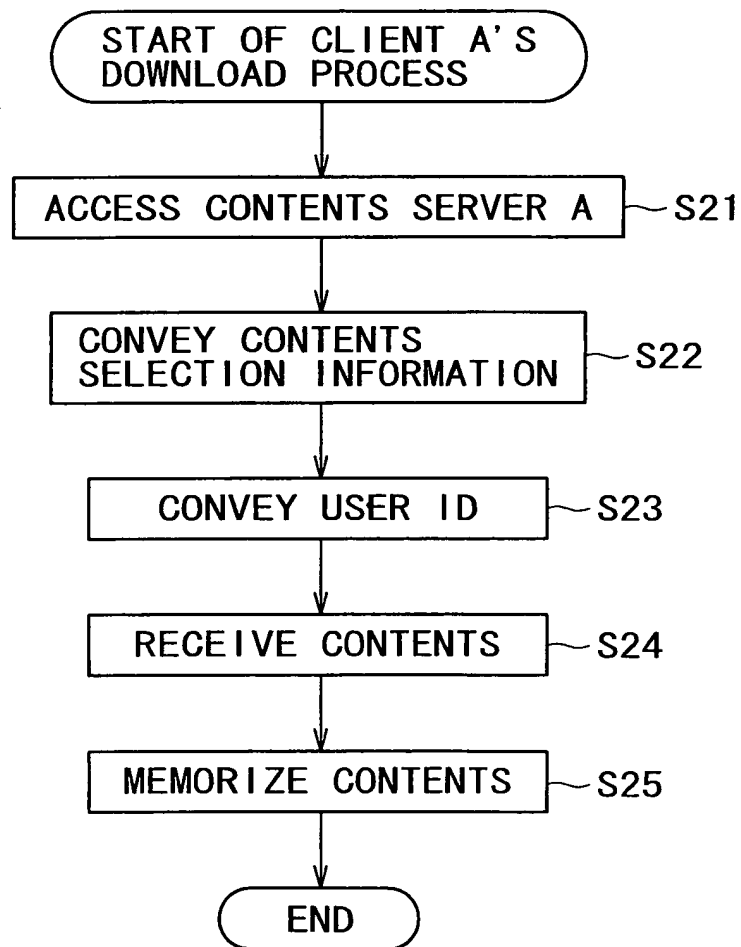 START OF CLIENT A'S
DOWNLOAD PROCESS
ACCESS CONTENTS SERVER A
S21
CONVEY CONTENTS
SELECTION INFORMATION
S22
CONVEY USER ID
S23
RECEIVE CONTENTS
S24
MEMORIZE CONTENTS
S25
END